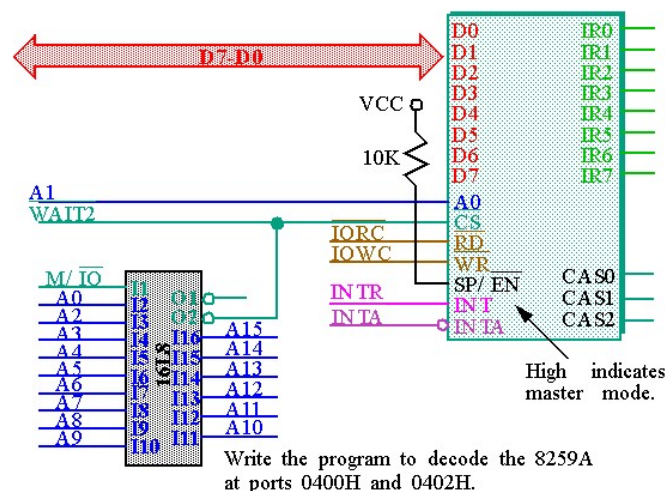 D7-D0
VCC
10K
A1
WAIT2
IORC
IOWC
INTR
INTA
D0
D1
D2
D3
D4
D5
D6
D7
A0
CS
RD
WR
SP/ EN
INT
INTA
IR0
IR1
IR2
IR3
IR4
IR5
IR6
IR7
CAS0
CAS1
CAS2
High indicates
master mode.
M/ IO
A0
A2
A3
A4
A5
A6
A7
A8
A9
I1
I2
I3
I4
I5
I6
I7
I8
I9
I10
16L8
O1
O2
I16
I15
I14
I13
I12
I11
A15
A14
A13
A12
A11
A10
Write the program to decode the 8259A
at ports 0400H and 0402H.